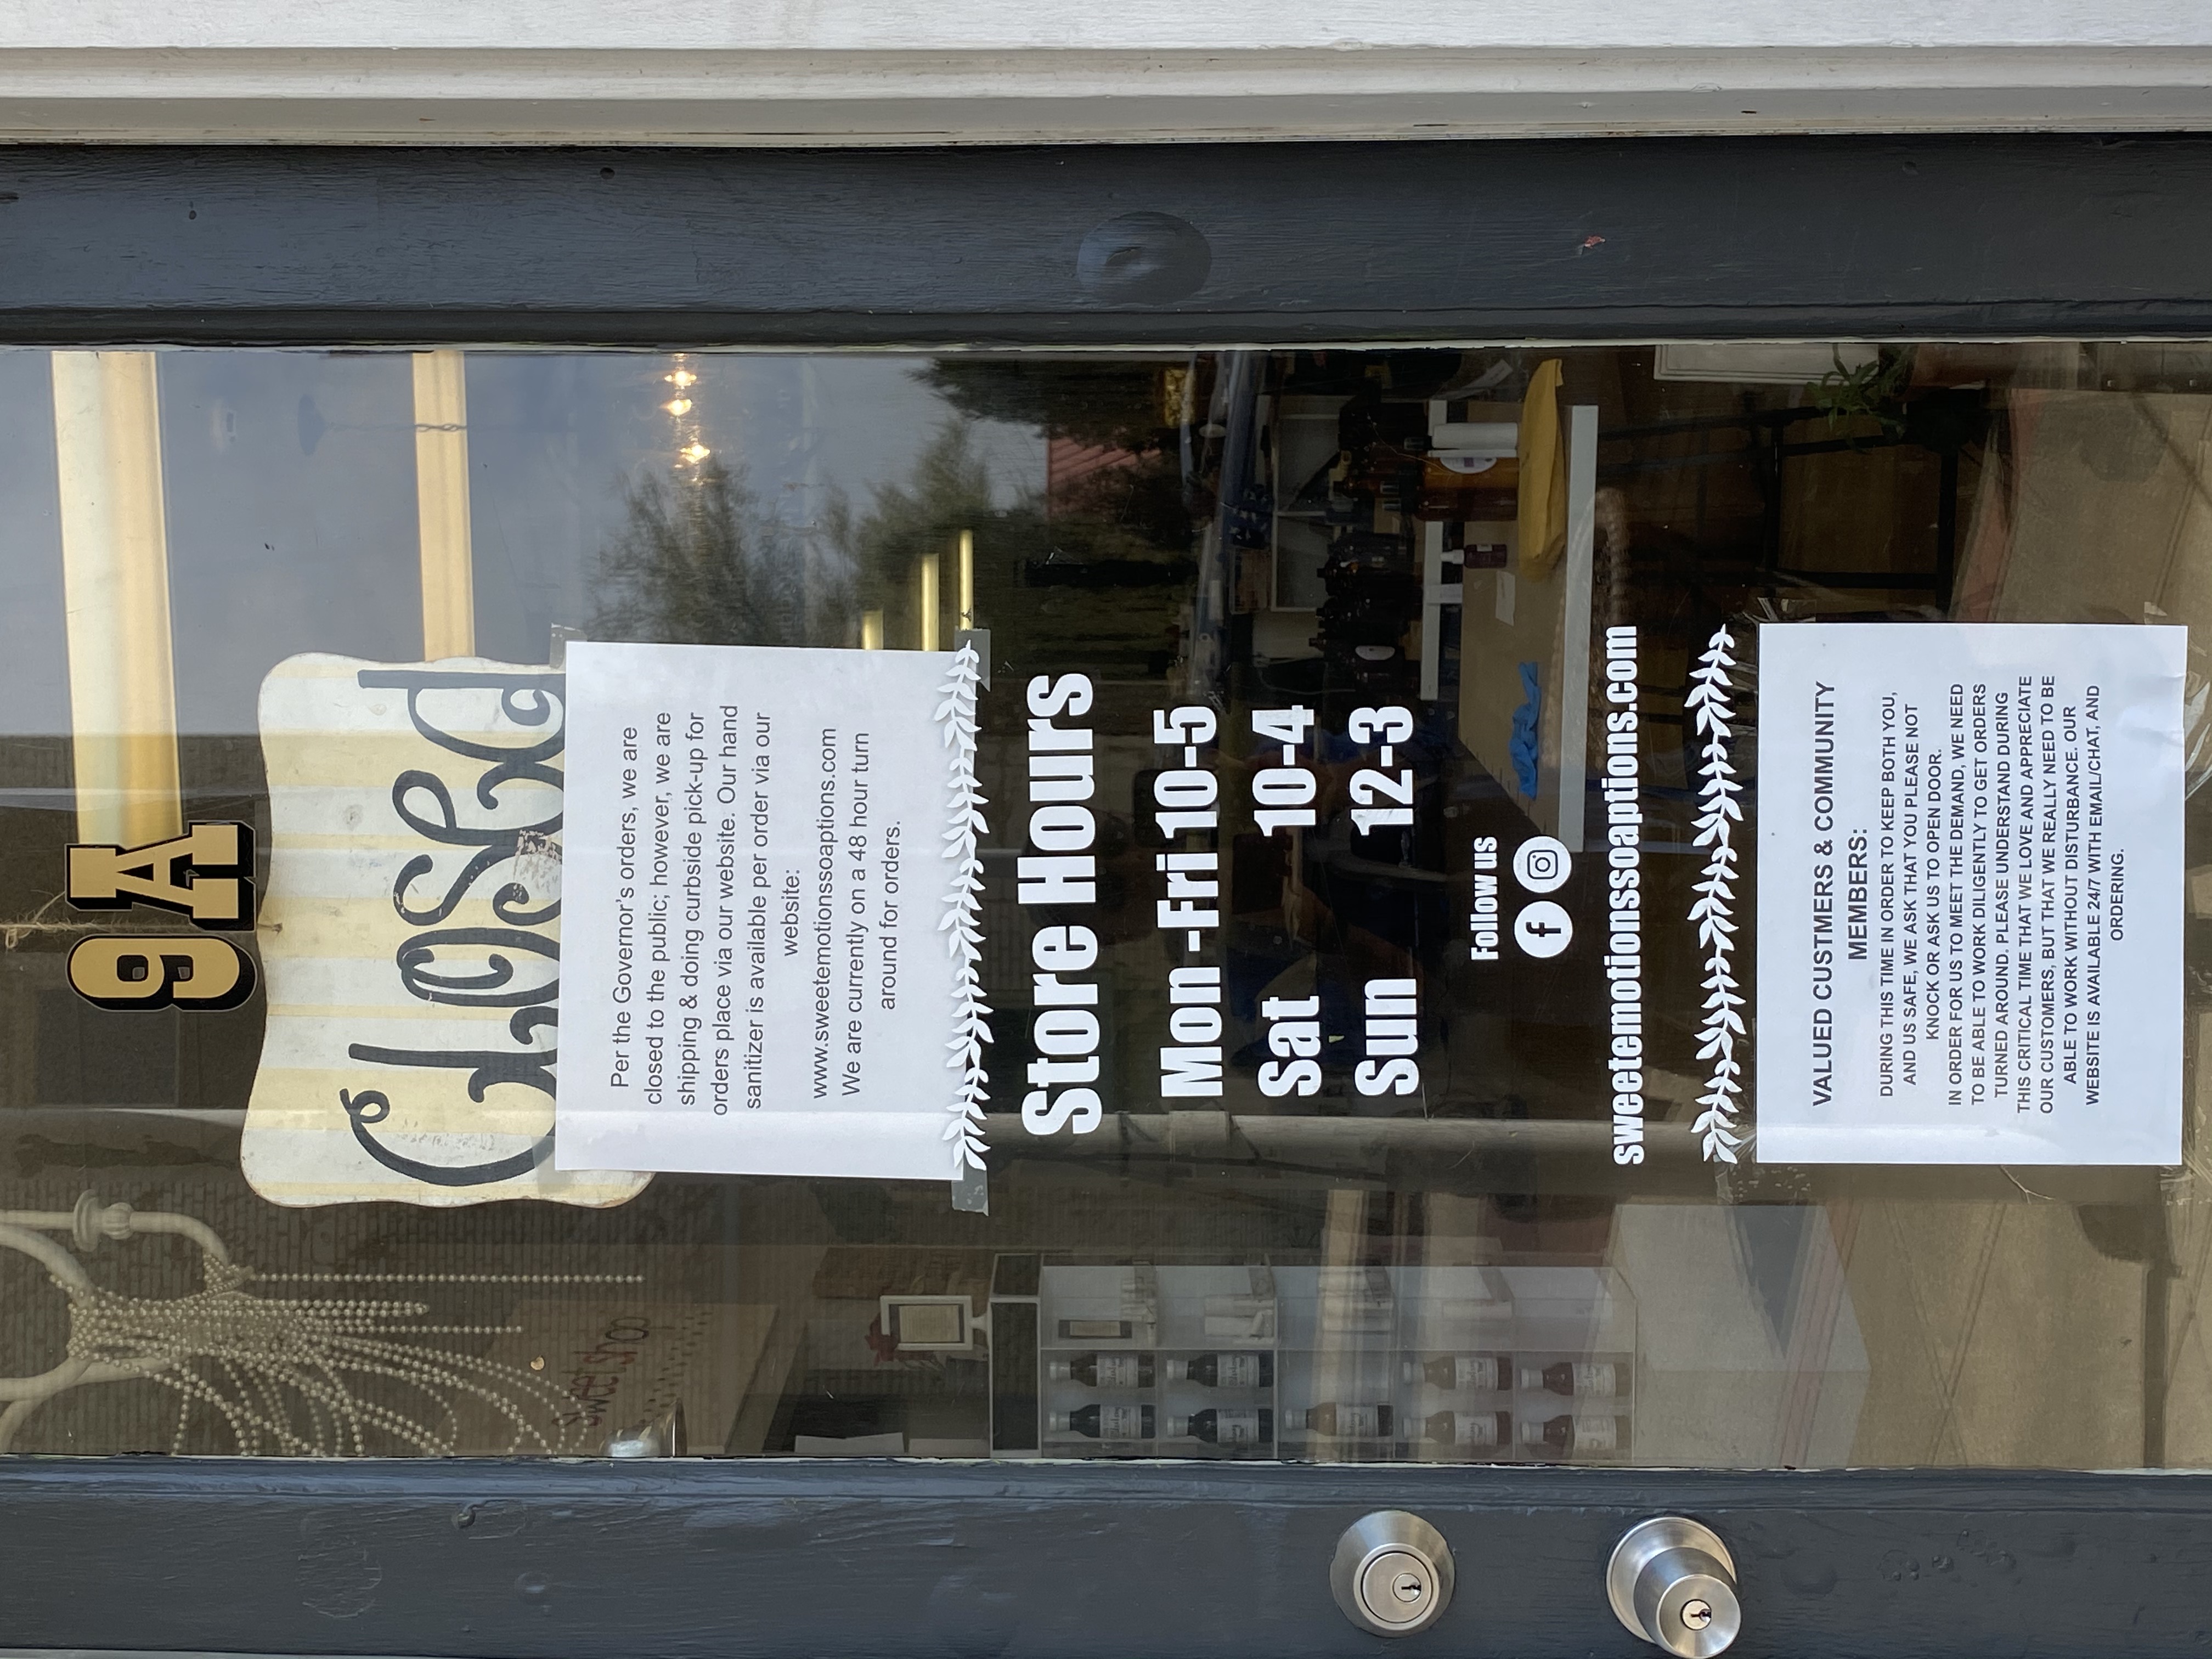 9A
Closed
Per the Governor's orders, we are
closed to the public; however, we are
shipping & doing curbside pick-up for
orders place via our website. Our hand
sanitizer is available per order via our
website:
www.sweetemotionssoaptions.com
We are currently on a 48 hour turn
around for orders.
Store Hours
Mon - Fri 10-5
Sat 10-4
Sun 12-3
Follow us
sweetemotionssoaptions.com
VALUED CUSTMERS & COMMUNITY
MEMBERS:
DURING THIS TIME IN ORDER TO KEEP BOTH YOU,
AND US SAFE, WE ASK THAT YOU PLEASE NOT
KNOCK OR ASK US TO OPEN DOOR.
IN ORDER FOR US TO MEET THE DEMAND, WE NEED
TO BE ABLE TO WORK DILIGENTLY TO GET ORDERS
TURNED AROUND. PLEASE UNDERSTAND DURING
THIS CRITICAL TIME THAT WE LOVE AND APPRECIATE
OUR CUSTOMERS, BUT THAT WE REALLY NEED TO BE
ABLE TO WORK WITHOUT DISTURBANCE. OUR
WEBSITE IS AVAILABLE 24/7 WITH EMAIL/CHAT, AND
ORDERING.
Sweet shop